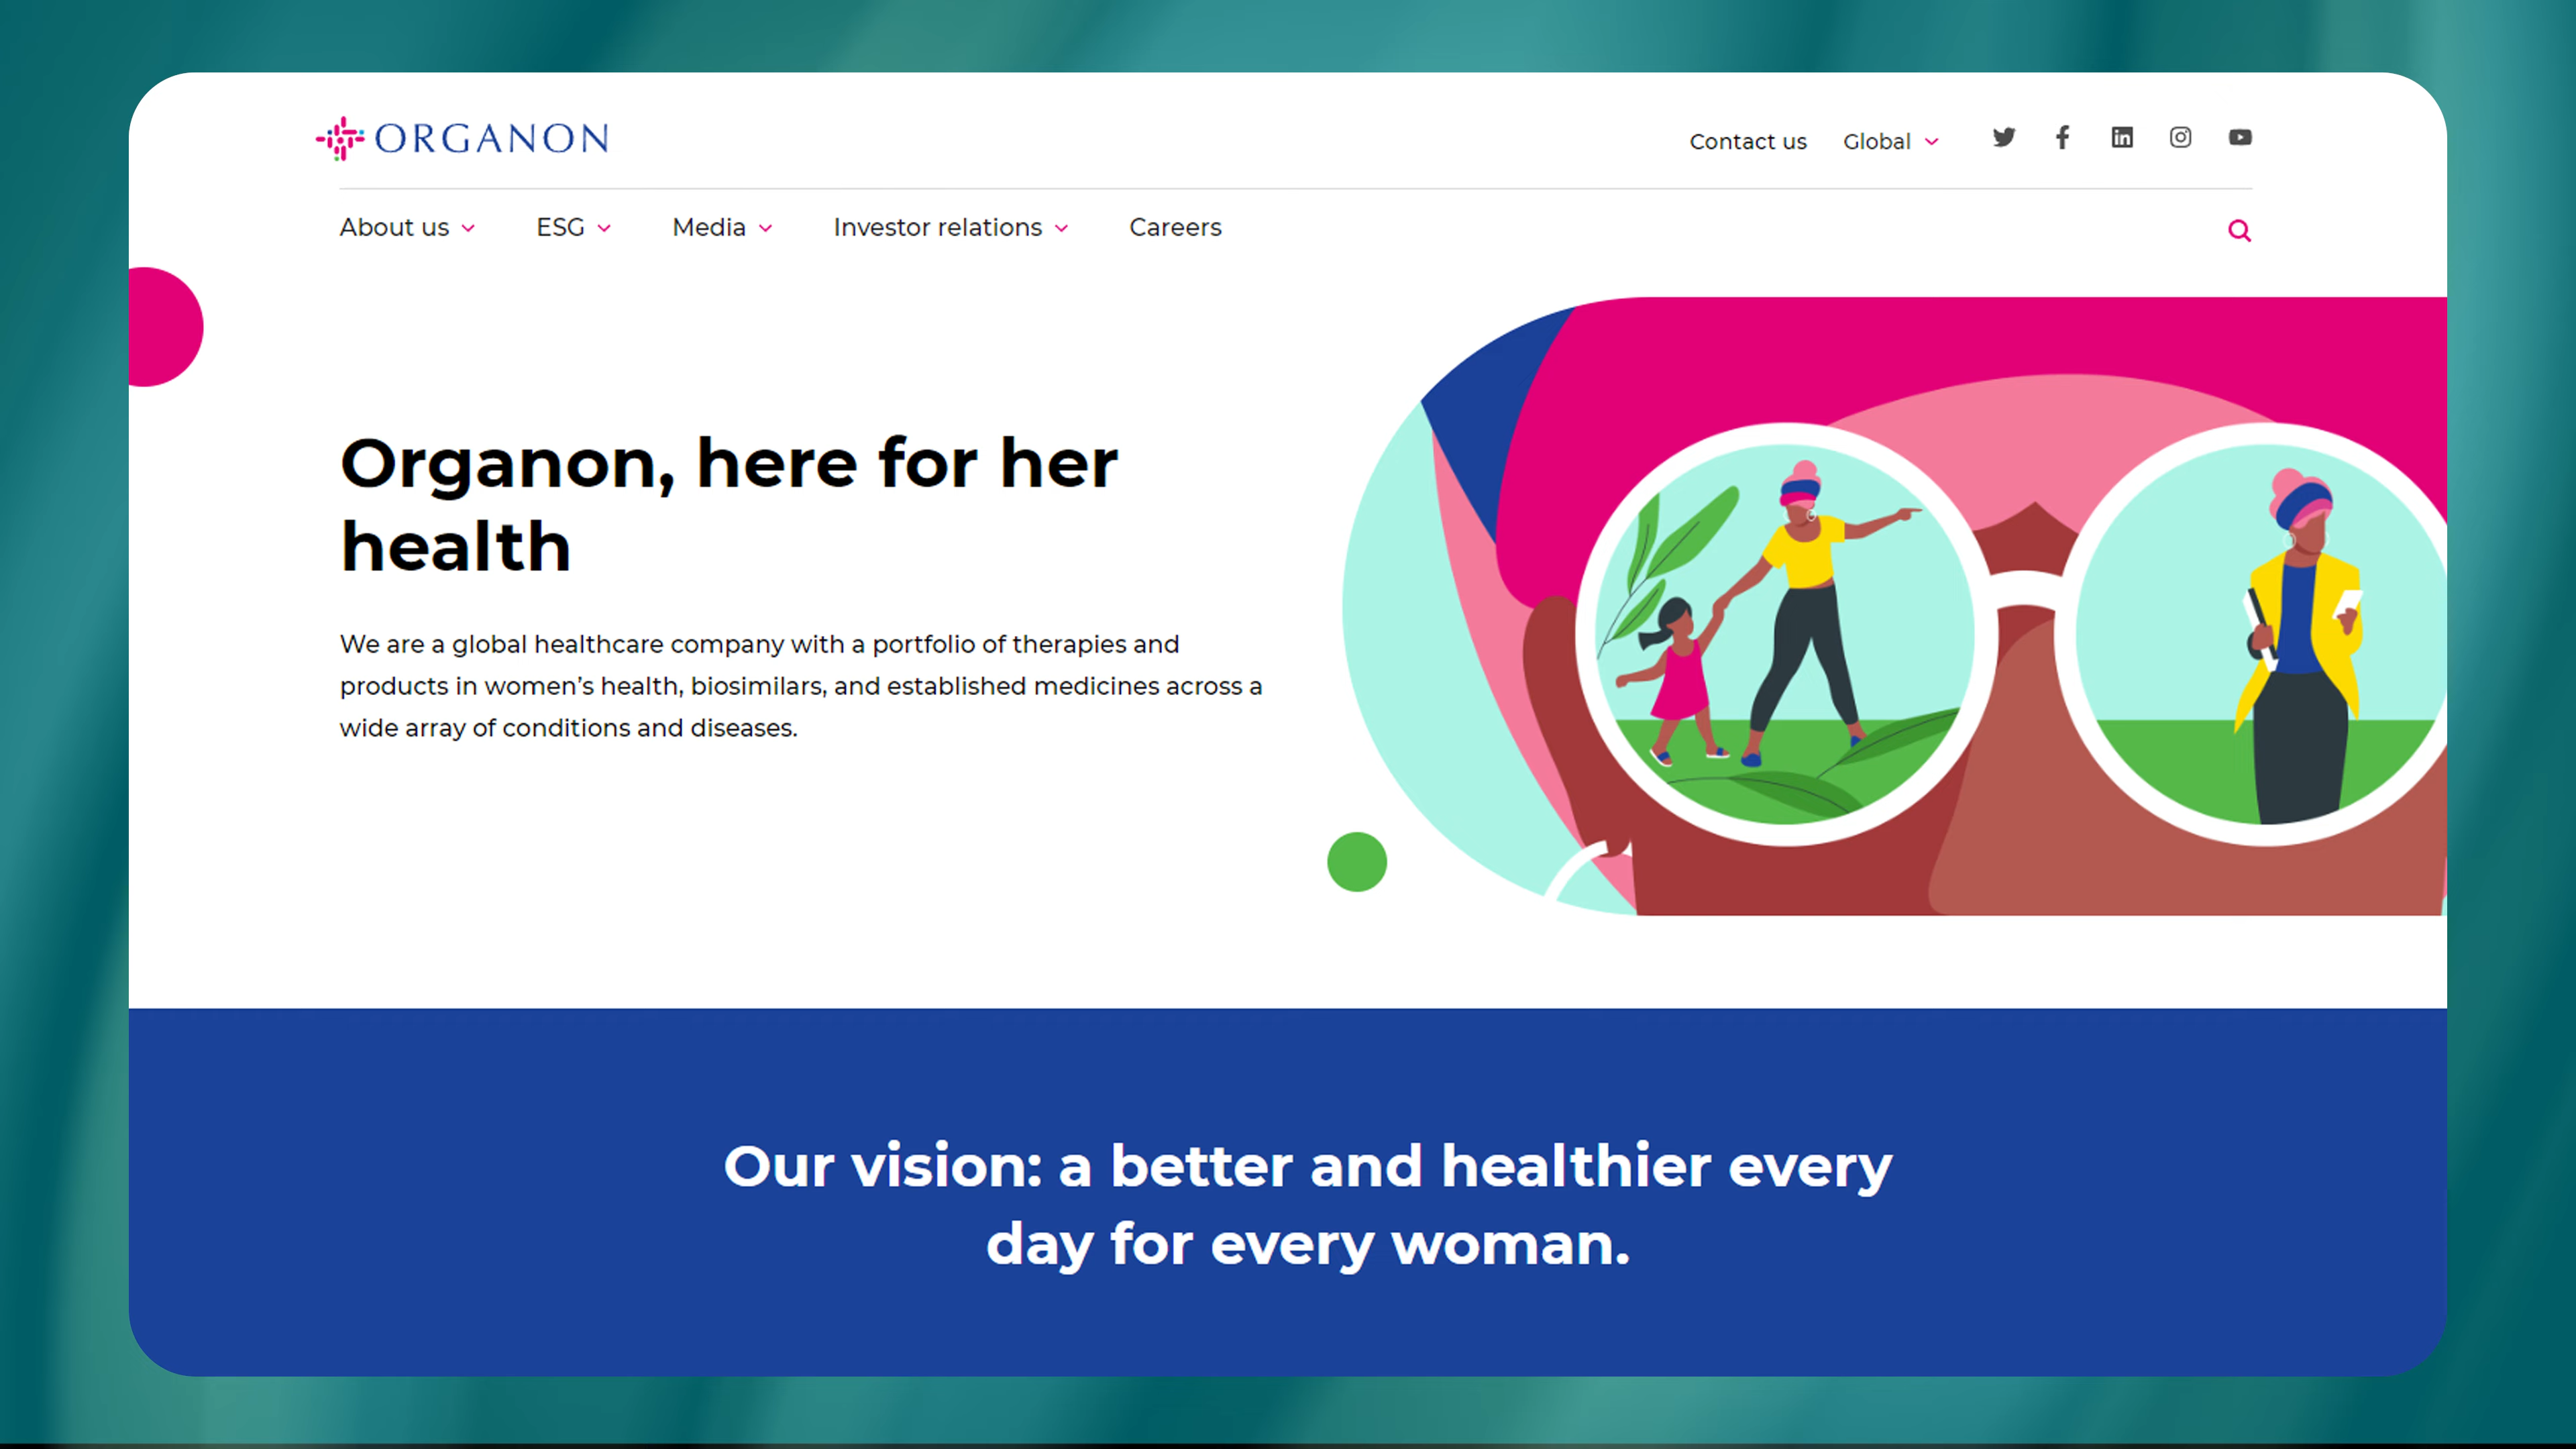 ORGANON
Contact us Global
About us ESG Media Investor relations Careers
Organon, here for her
health
We are a global healthcare company with a portfolio of therapies and
products in women’s health, biosimilars, and established medicines across a
wide array of conditions and diseases.
Our vision: a better and healthier every
day for every woman.